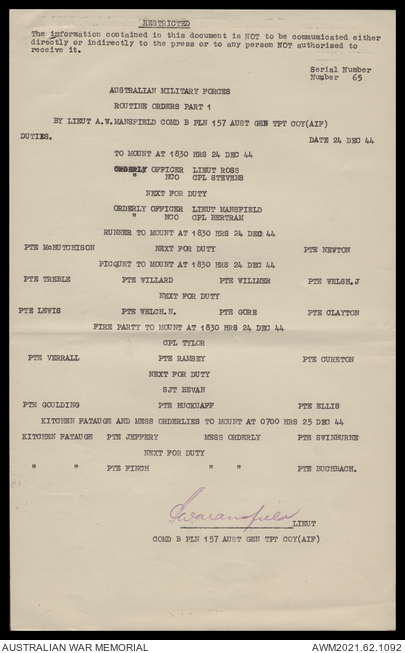 RESTRICTED
The information contained in this document is NOT to be communicated either
directly or indirectly to the press or to any person NOT authorised to
receive it.
Serial Number
Number 65
AUSTRALIAN MILITARY FORCES
ROUTINE ORDERS PART 1
BY LIEUT A.W.MANSFIELD COMD B PLN 157 AUST GEN TPT COY(AIF)
DUTIES. DATE 24 DEC 44
TO MOUNT AT 1830 HRS 24 DEC 44
ORDERLY OFFICER LIEUT ROSS
" NCO CPL STEVENS
NEXT FOR DUTY
ORDERLY OFFICER LIEUT MANSFIELD
" NCO CPL BERTRAM
RUNNER TO MOUNT AT 1830 HRS 24 DEC 44
PTE McHUTCHISON NEXT FOR DUTY PTE NEWTON
PICQUET TO MOUNT AT 1830 HRS 24 DEC 44
PTE TREBLE PTE WILLARD PTE WILLMER PTE WELSH.J
NEXT FOR DUTY
PTE LEWIS PTE WELCH.N. PTE GORE PTE CLAYTON
FIRE PARTY TO MOUNT AT 1830 HRS 24 DEC 44
CPL TYLOR
PTE VERRALL PTE RAMSEY PTE CURETON
NEXT FOR DUTY
SJT BEVAN
PTE GOULDING PTE HUCKUAFF PTE ELLIS
KITCHEN FATAUGE AND MESS ORDERLIES TO MOUNT AT 0700 HRS 25 DEC 44
KITCHEN FATAUGE PTE JEFFERY MESS ORDERLY PTE SWINBURNE
NEXT FOR DUTY
" " PTE FINCH " " PTE BUCHBACH.
LIEUT
COMD B PLN 157 AUST GEN TPT COY(AIF)
AUSTRALIAN WAR MEMORIAL AWM2021.62.1092